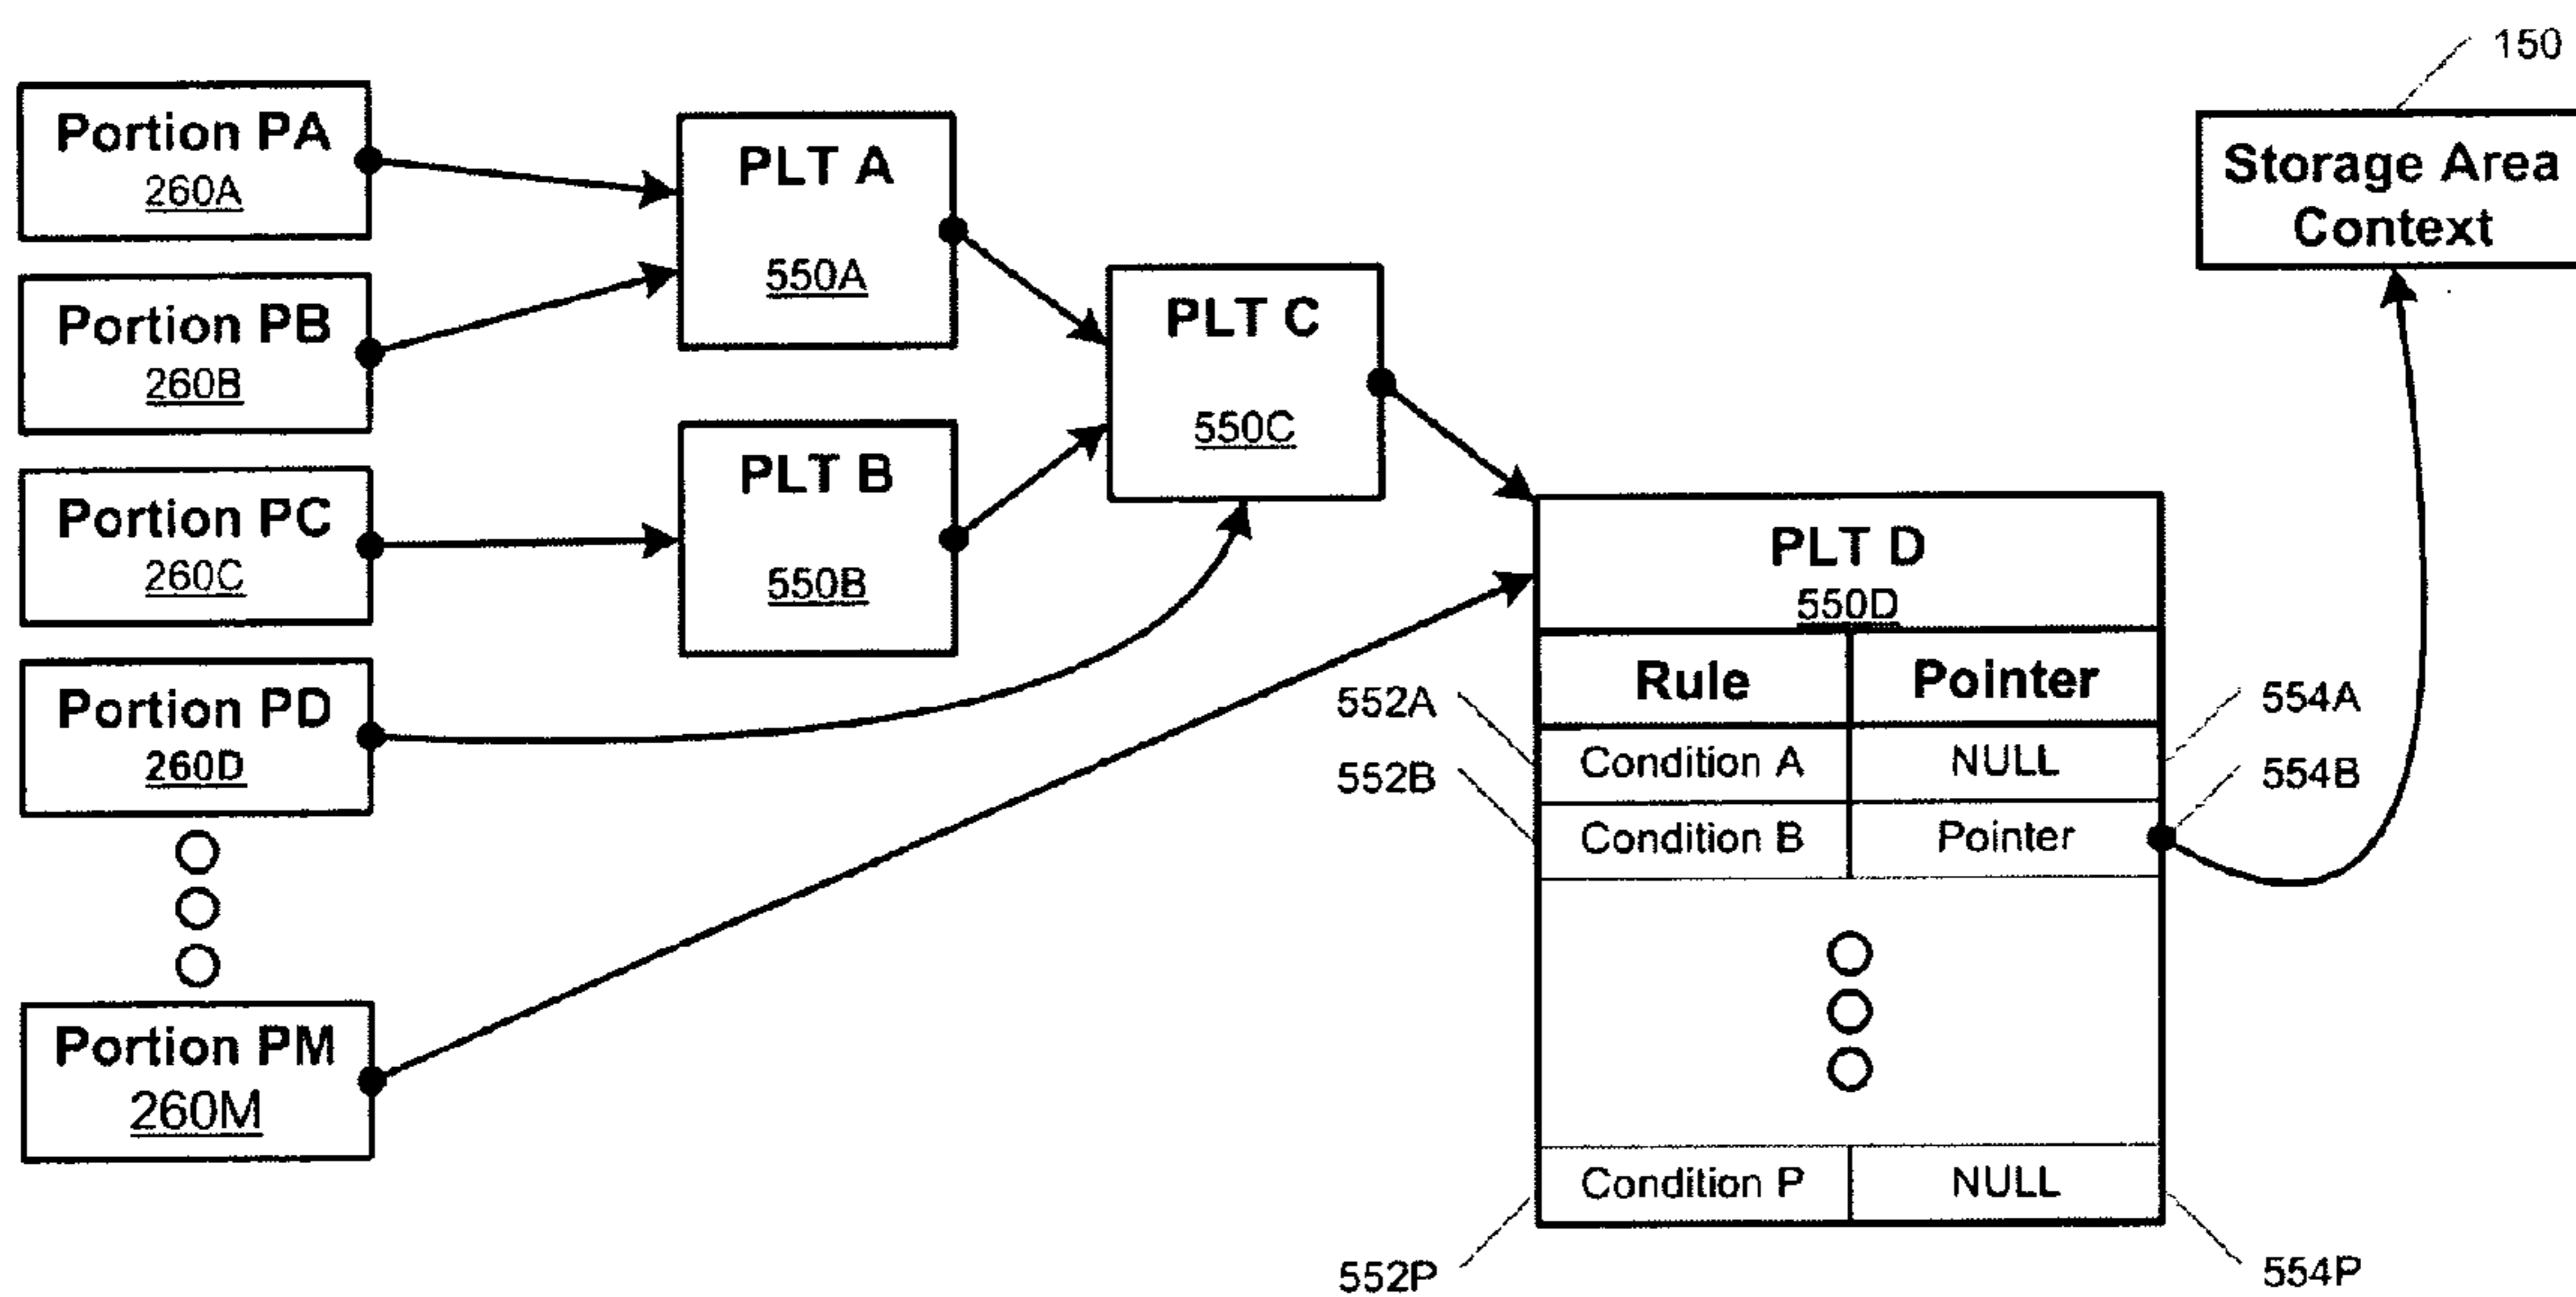 150
Portion PA
260A
Portion PB
260B
Portion PC
260C
Portion PD
260D
Portion PM
260M
PLT A
550A
PLT B
550B
PLT C
550C
Storage Area
Context
PLT D
550D
Rule Pointer
552A Condition A NULL 554A
552B Condition B Pointer 554B
Condition P NULL
552P 554P